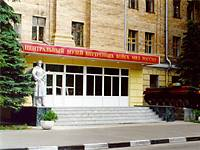 ЦЕНТРАЛЬНЫЙ МУЗЕЙ ВНУТРЕННИХ ВОЙСК МВД РОССИИ